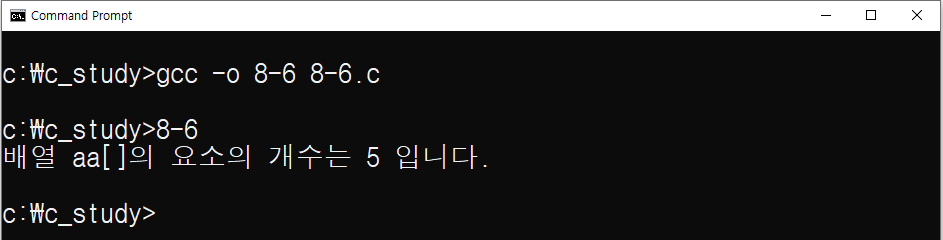 Command Prompt
c:₩c_study>gcc -o 8-6 8-6.c
c:₩c_study>8-6
배열 aa[]의 요소의 개수는 5 입니다.
c:₩c_study>